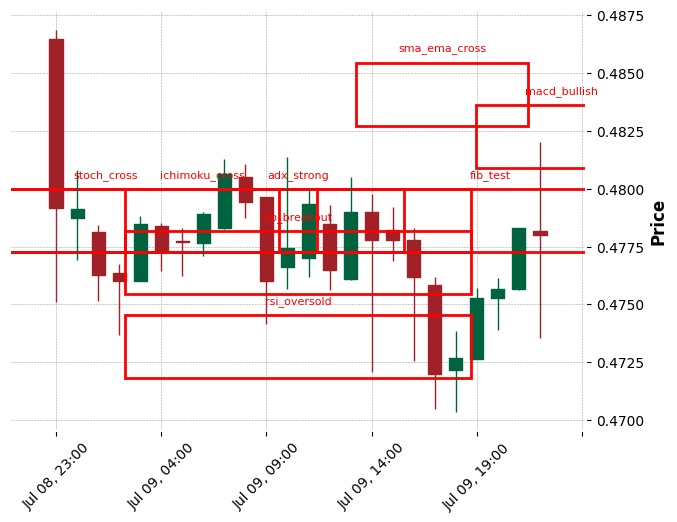 0.4875
sma_ema_cross
0.4850
macd_bullish
0.4825
stoch_cross
ichimoku_cross
adx_strong
fib_test
0.4800
Price
0.4775
rsi_oversold
0.4750
0.4725
0.4700
Jul 08, 23:00
Jul 09, 04:00
Jul 09, 09:00
Jul 09, 14:00
Jul 09, 19:00